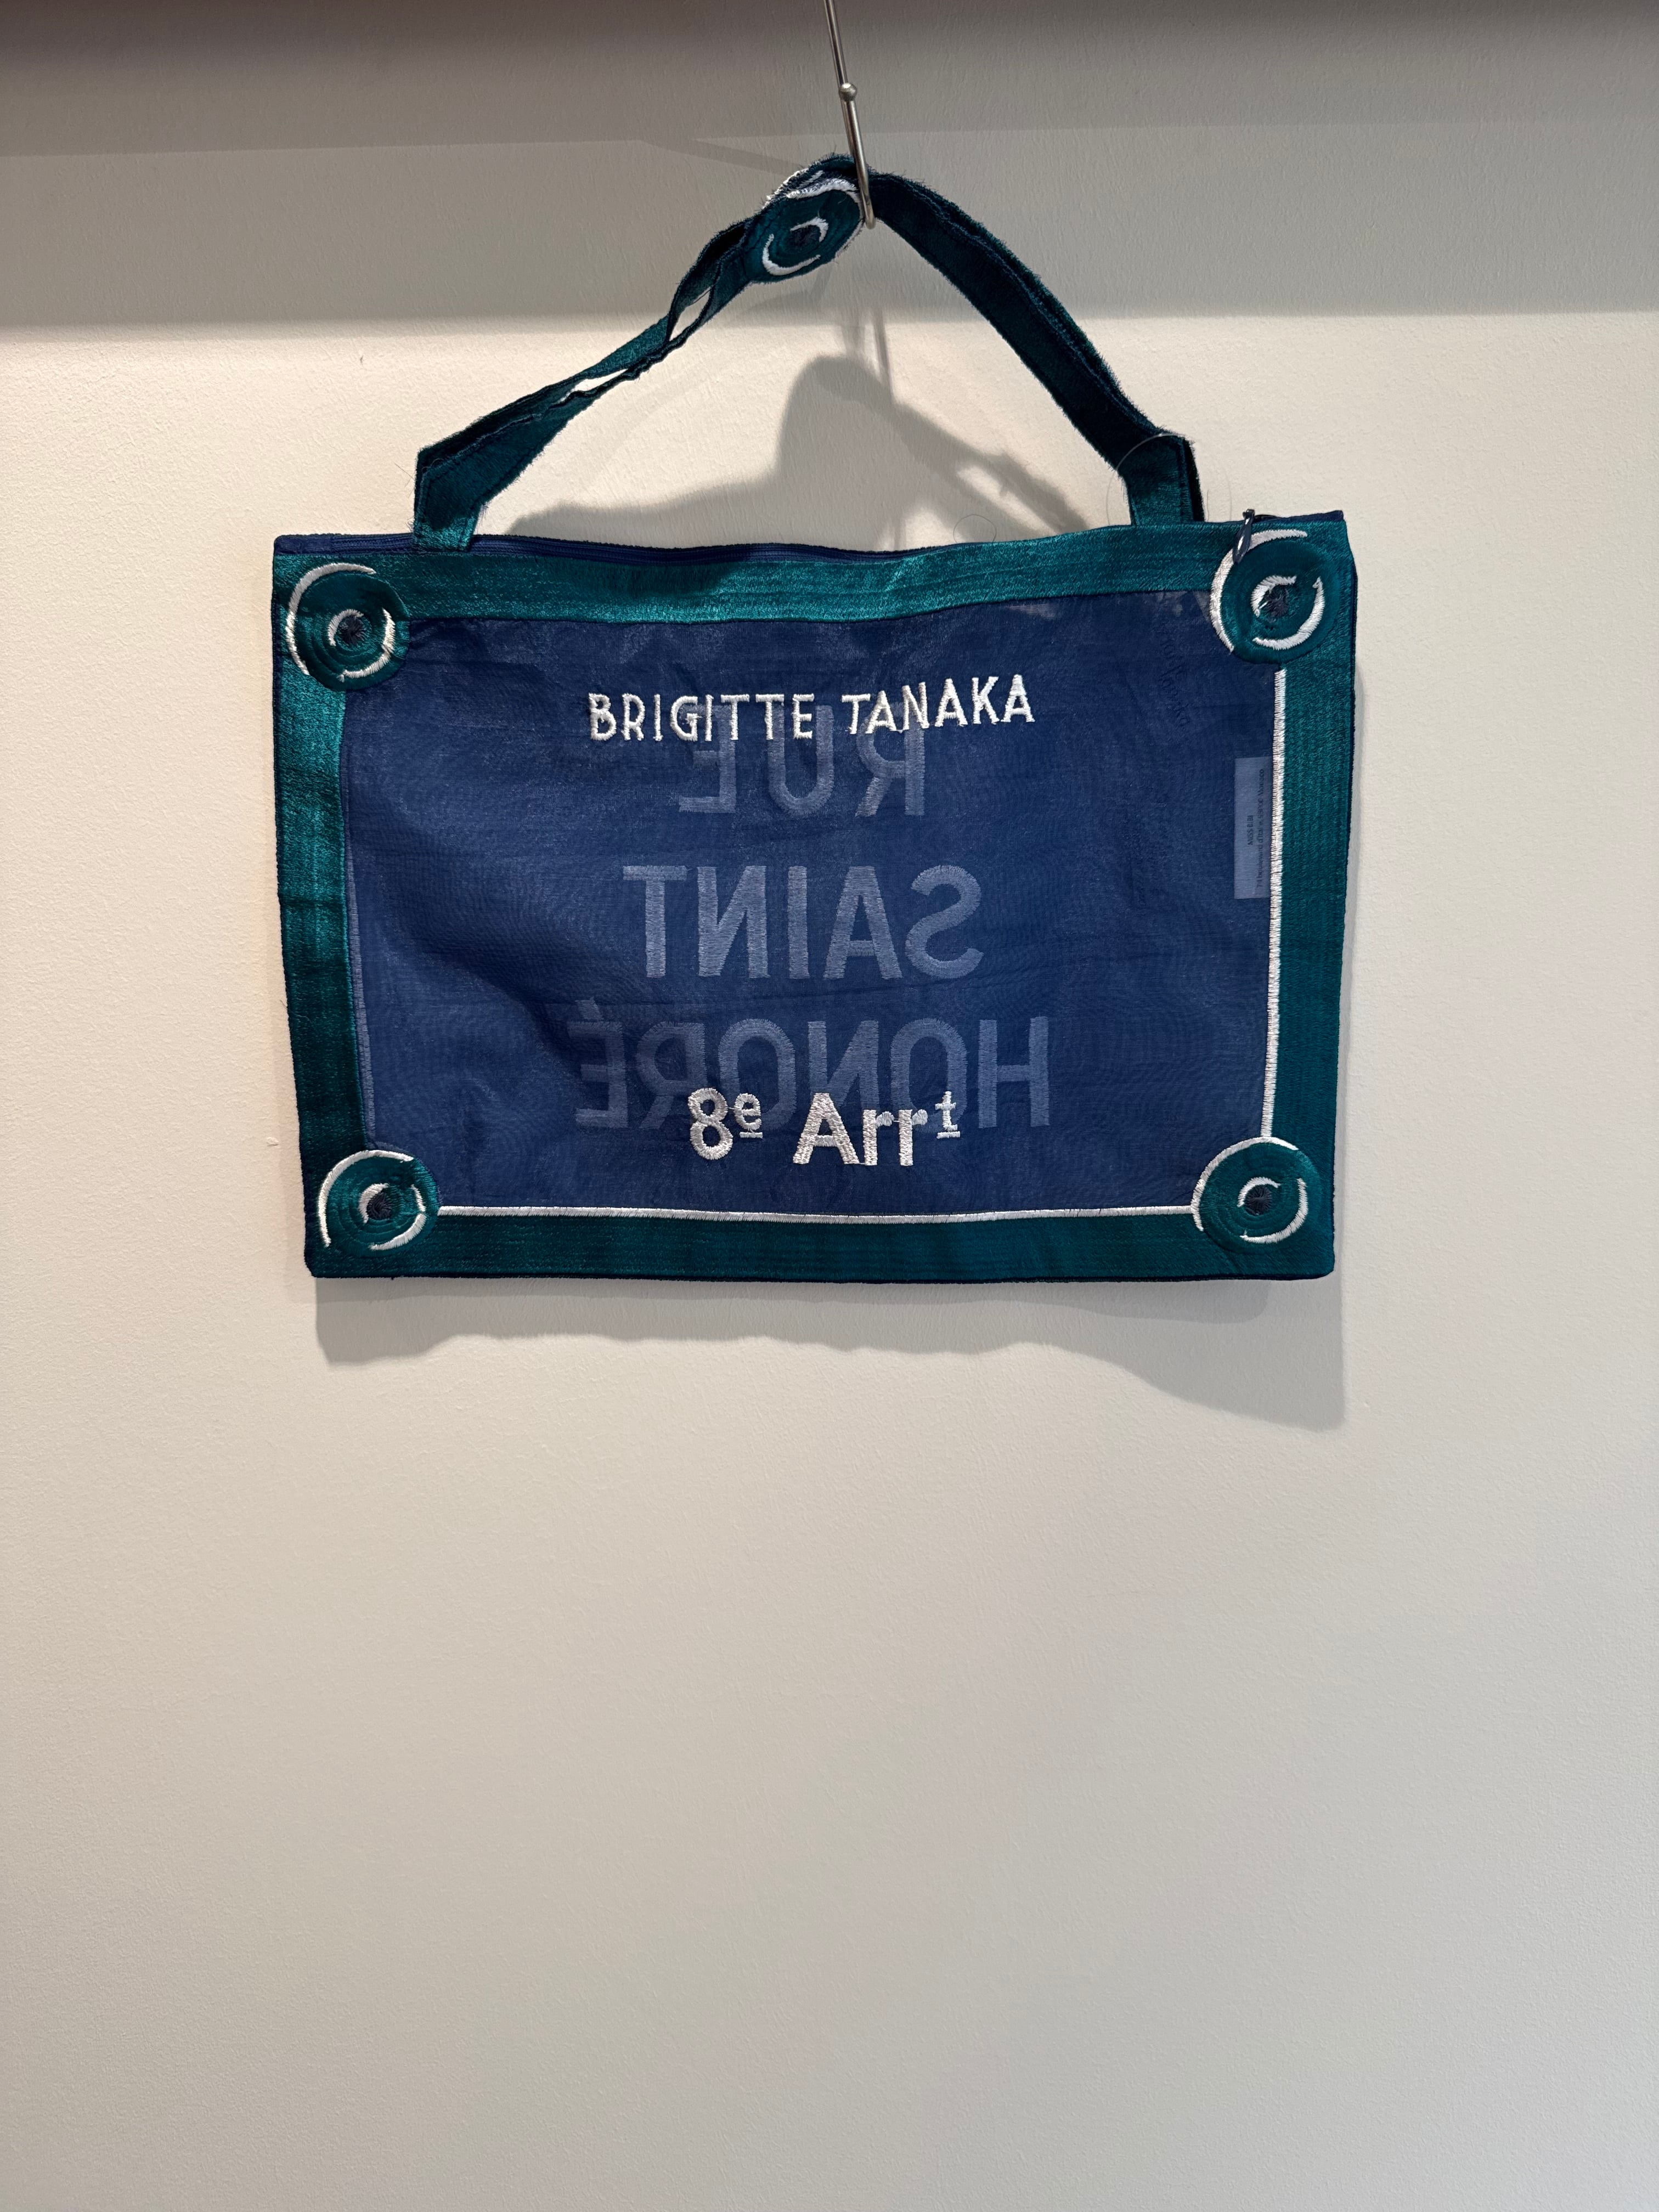 BRIGITTE TANAKA
RUE
SAINT
HONORÉ
8e Arrt